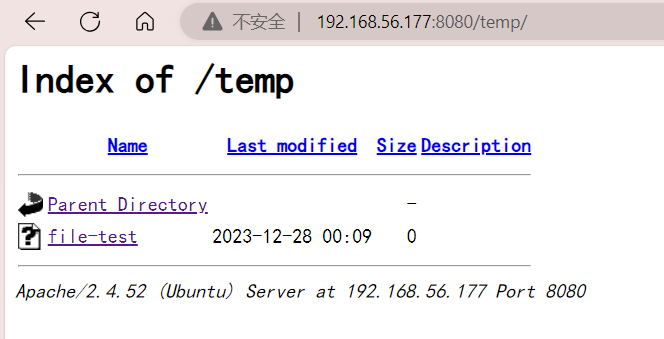 不安全 | 192.168.56.177:8080/temp/
Index of /temp
Name Last modified Size Description
Parent Directory -
file-test 2023-12-28 00:09 0
Apache/2.4.52 (Ubuntu) Server at 192.168.56.177 Port 8080